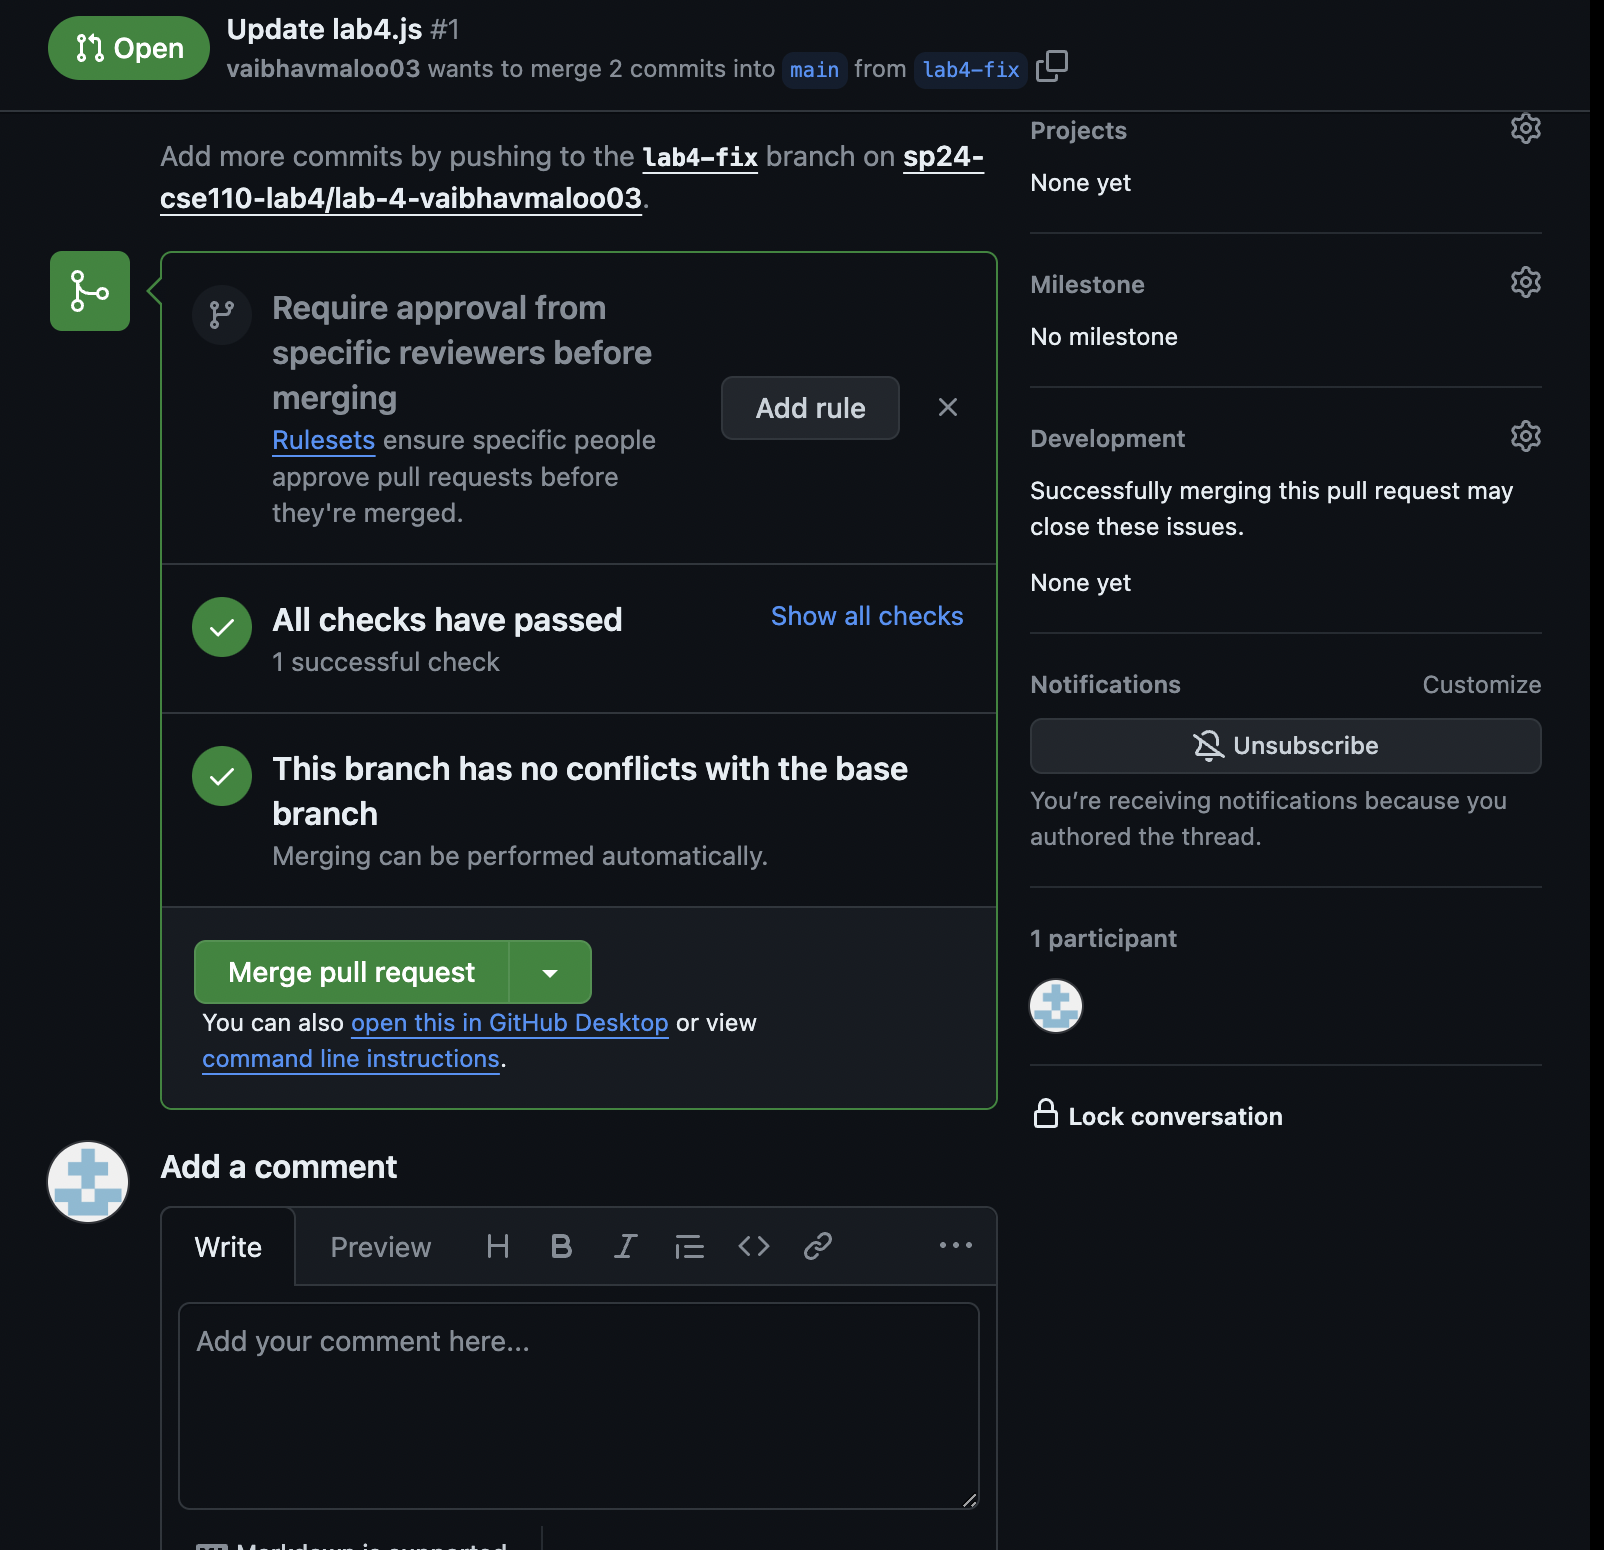 Open
Update lab4.js #1
vaibhavmaloo03 wants to merge 2 commits into main from lab4-fix
Add more commits by pushing to the lab4-fix branch on sp24-
cse110-lab4/lab-4-vaibhavmaloo03.
Require approval from
specific reviewers before
merging
Rulesets ensure specific people
approve pull requests before
they're merged.
Add rule
All checks have passed
1 successful check
Show all checks
This branch has no conflicts with the base
branch
Merging can be performed automatically.
Merge pull request
You can also open this in GitHub Desktop or view
command line instructions.
Add a comment
Write
Preview
Add your comment here...
Markdown is supported
Projects
None yet
Milestone
No milestone
Development
Successfully merging this pull request may
close these issues.
None yet
Notifications
Customize
Unsubscribe
You’re receiving notifications because you
authored the thread.
1 participant
Lock conversation